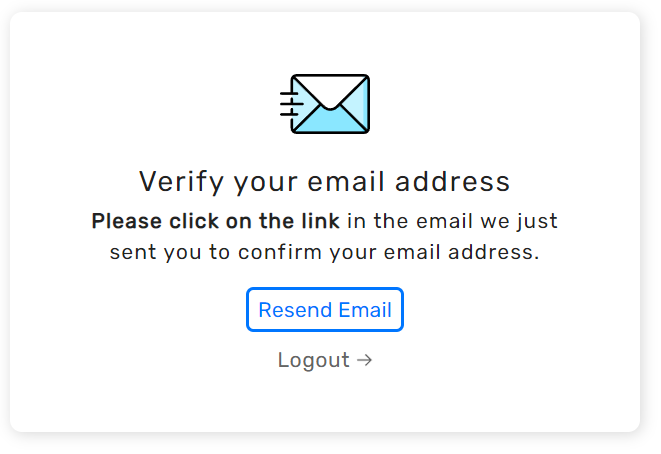 Verify your email address
Please click on the link in the email we just
sent you to confirm your email address.
Resend Email
Logout →